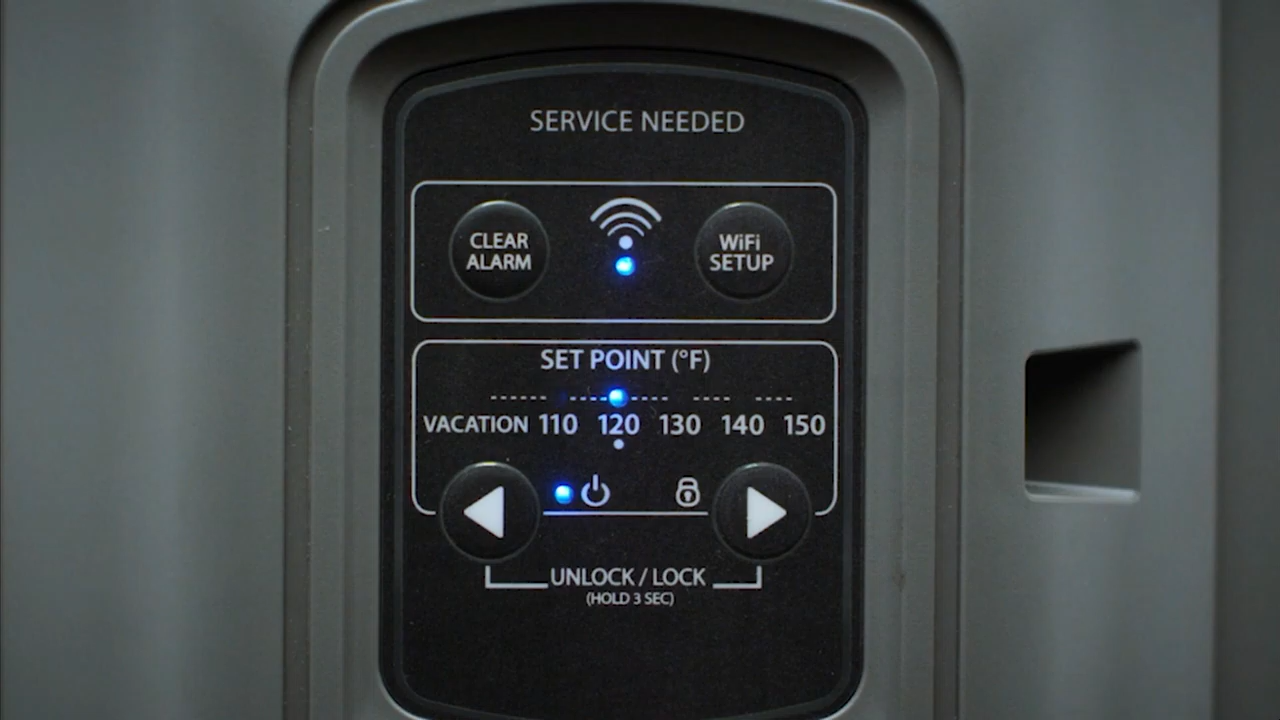 SERVICE NEEDED
CLEAR
ALARM
WiFi
SETUP
SET POINT (°F)
VACATION 110 120 130 140 150
UNLOCK / LOCK
(HOLD 3 SEC)